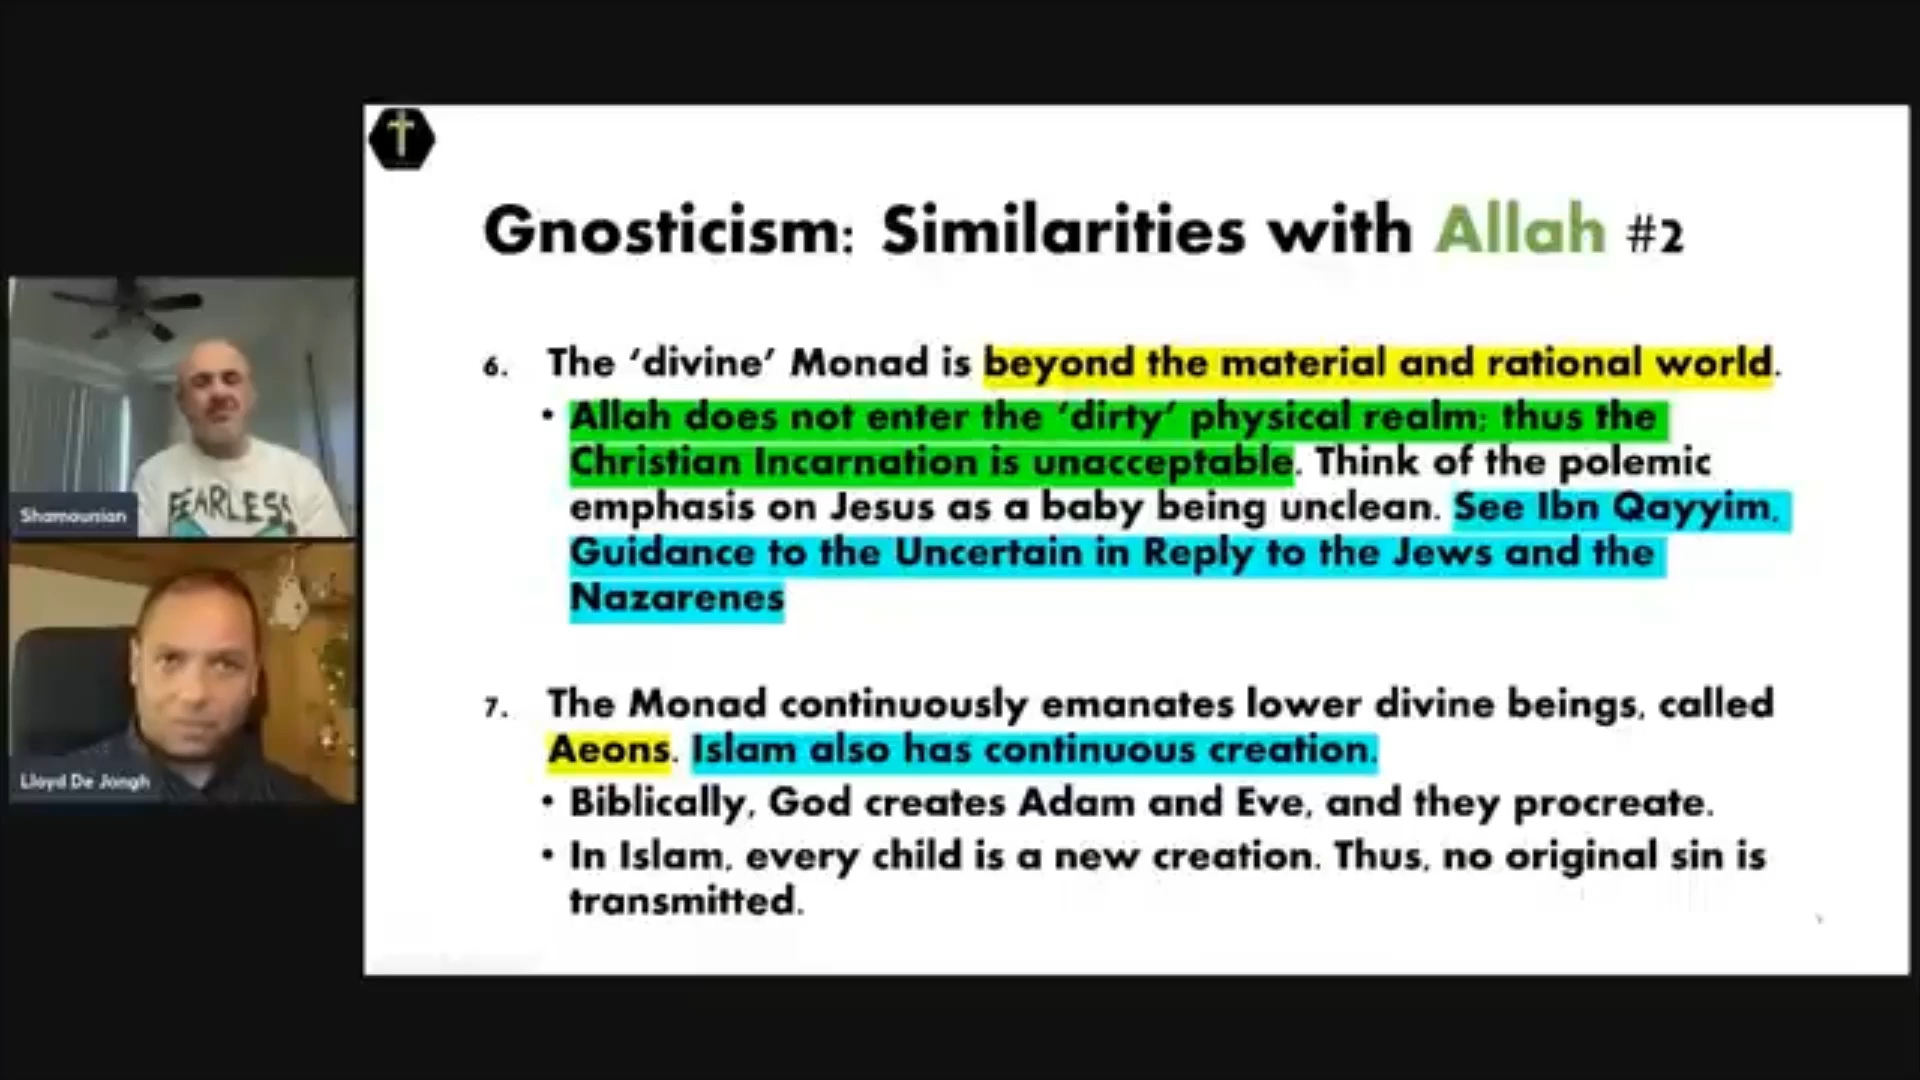 Gnosticism: Similarities with Allah #2
6. The ‘divine’ Monad is beyond the material and rational world.
• Allah does not enter the ‘dirty’ physical realm; thus the
Christian Incarnation is unacceptable. Think of the polemic
emphasis on Jesus as a baby being unclean. See Ibn Qayyim,
Guidance to the Uncertain in Reply to the Jews and the
Nazarenes
7. The Monad continuously emanates lower divine beings, called
Aeons. Islam also has continuous creation.
• Biblically, God creates Adam and Eve, and they procreate.
• In Islam, every child is a new creation. Thus, no original sin is
transmitted.
FEARLESS
Shamounian
Lloyd De Jongh